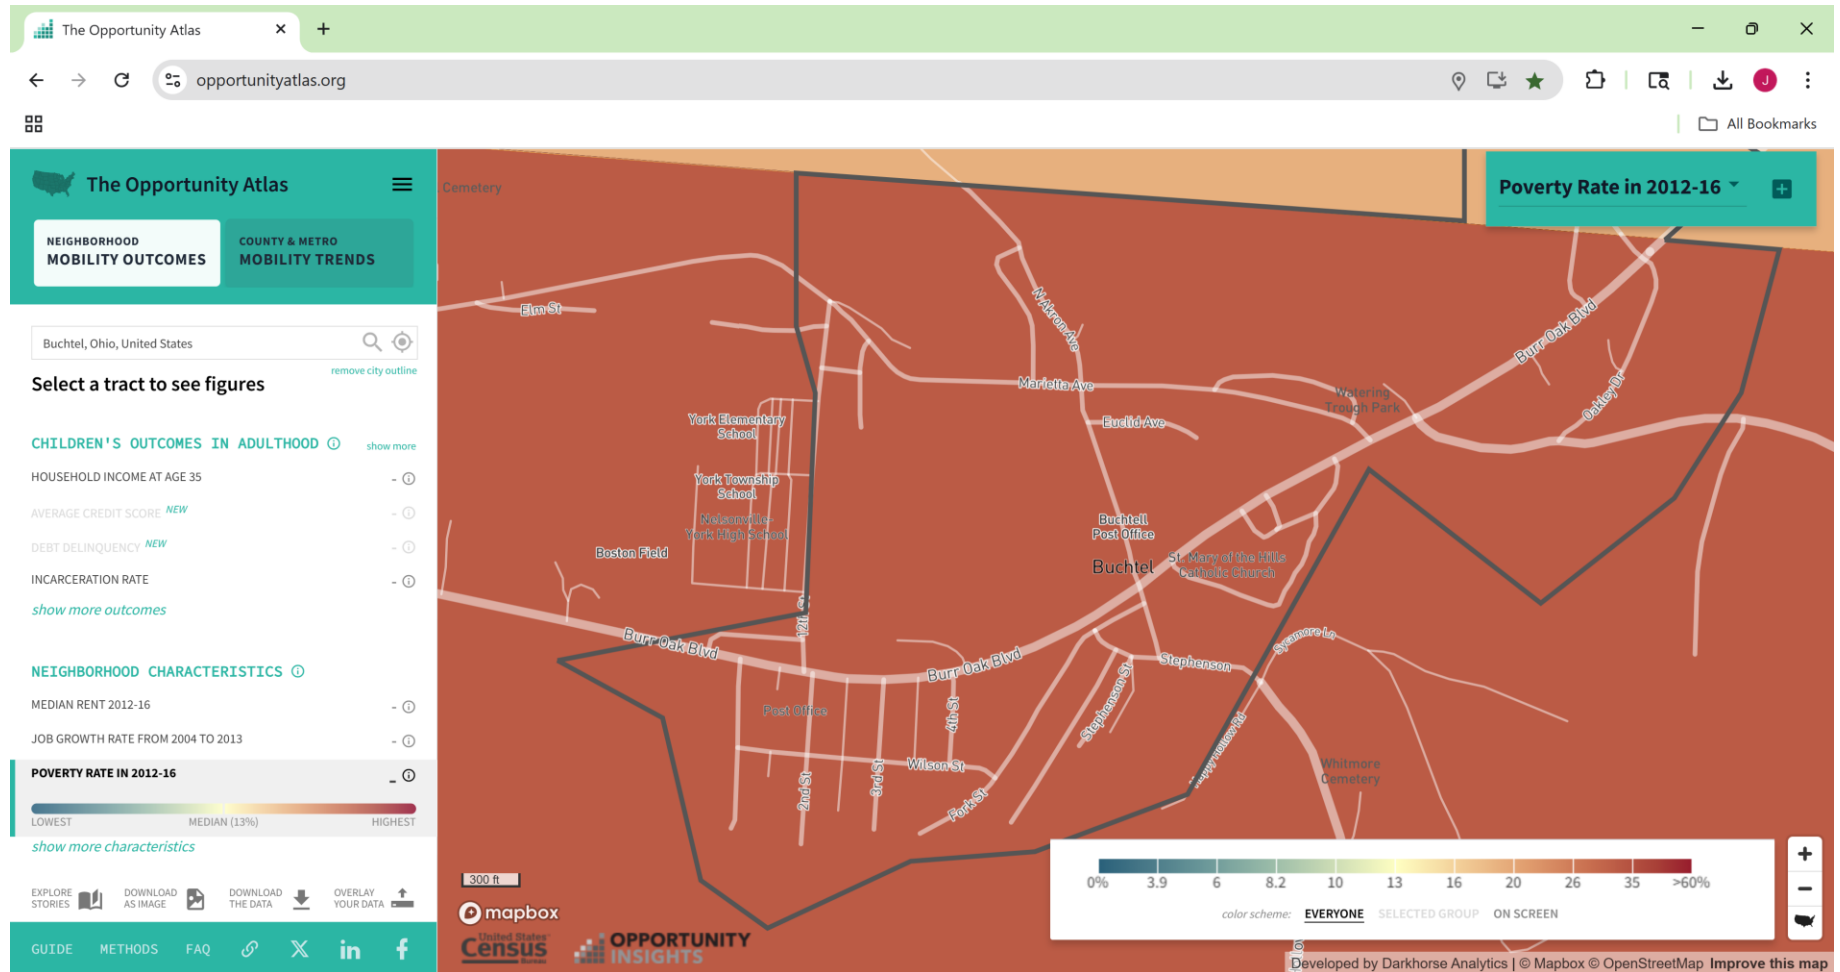 The Opportunity Atlas
opportunityatlas.org
J
All Bookmarks
The Opportunity Atlas
NEIGHBORHOOD
MOBILITY OUTCOMES
COUNTY & METRO
MOBILITY TRENDS
Buchtel, Ohio, United States
remove city outline
Select a tract to see figures
CHILDREN'S OUTCOMES IN ADULTHOOD
show more
HOUSEHOLD INCOME AT AGE 35 -
AVERAGE CREDIT SCORE NEW -
DEBT DELINQUENCY NEW -
INCARCERATION RATE -
show more outcomes
NEIGHBORHOOD CHARACTERISTICS
MEDIAN RENT 2012-16 -
JOB GROWTH RATE FROM 2004 TO 2013 -
POVERTY RATE IN 2012-16 -
LOWEST MEDIAN (13%) HIGHEST
show more characteristics
EXPLORE
STORIES
DOWNLOAD
AS IMAGE
DOWNLOAD
THE DATA
OVERLAY
YOUR DATA
GUIDE METHODS FAQ
Poverty Rate in 2012-16
Cemetery
Elm St
N Akron Ave
Burr Oak Blvd
Marietta Ave
Watering
Trough Park
Oakley Dr
York Elementary
School
Euclid Ave
York Township
School
Nelsonville-
York High School
Buchtell
Post Office
Boston Field
Buchtel
St. Mary of the Hills
Catholic Church
12th St
Burr Oak Blvd
Sycamore Ln
Burr Oak Blvd
Stephenson
Stephenson St
Post Office
4th St
Happy Hollow Rd
Wilson St
2nd St
3rd St
Fork St
Whitmore
Cemetery
300 ft
mapbox
United States
Census
Bureau
OPPORTUNITY
INSIGHTS
0% 3.9 6 8.2 10 13 16 20 26 35 >60%
color scheme: EVERYONE SELECTED GROUP ON SCREEN
Developed by Darkhorse Analytics | © Mapbox © OpenStreetMap Improve this map